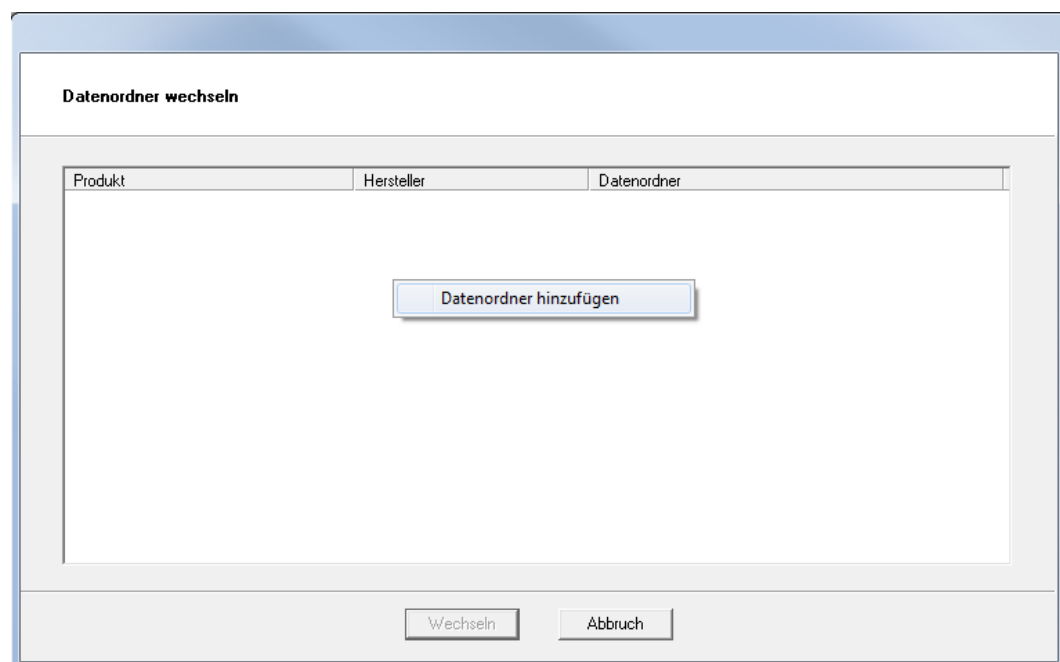 Datenordner wechseln
Produkt Hersteller Datenordner
Datenordner hinzufügen
Wechseln Abbruch